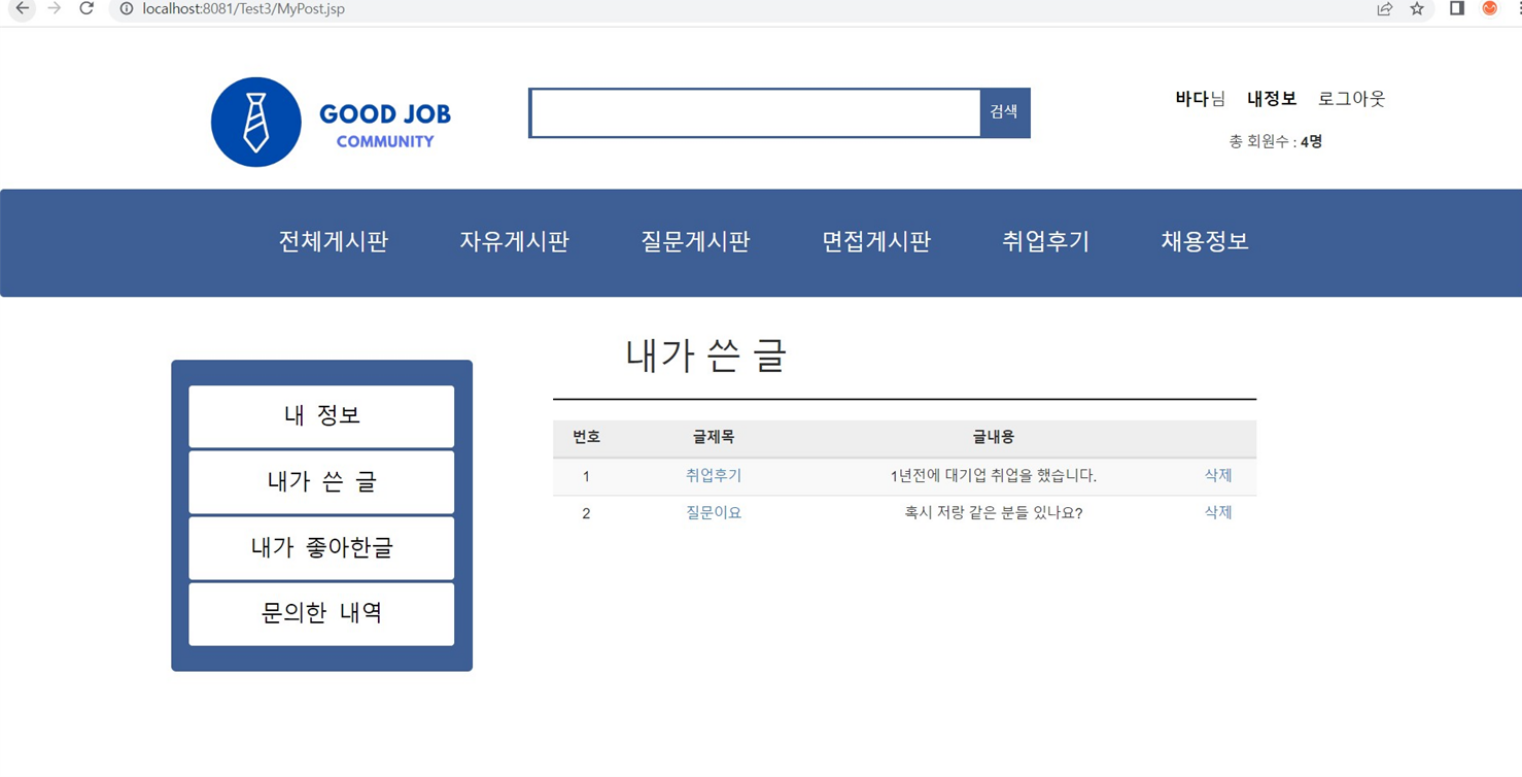 localhost:8081/Test3/MyPost.jsp
GOOD JOB
COMMUNITY
검색
바다님 내정보 로그아웃
총 회원수 : 4명
전체게시판 자유게시판 질문게시판 면접게시판 취업후기 채용정보
내 정보
내가 쓴 글
내가 좋아한글
문의한 내역
내가 쓴 글
번호 글제목 글내용
1 취업후기 1년전에 대기업 취업을 했습니다. 삭제
2 질문이요 혹시 저랑 같은 분들 있나요? 삭제